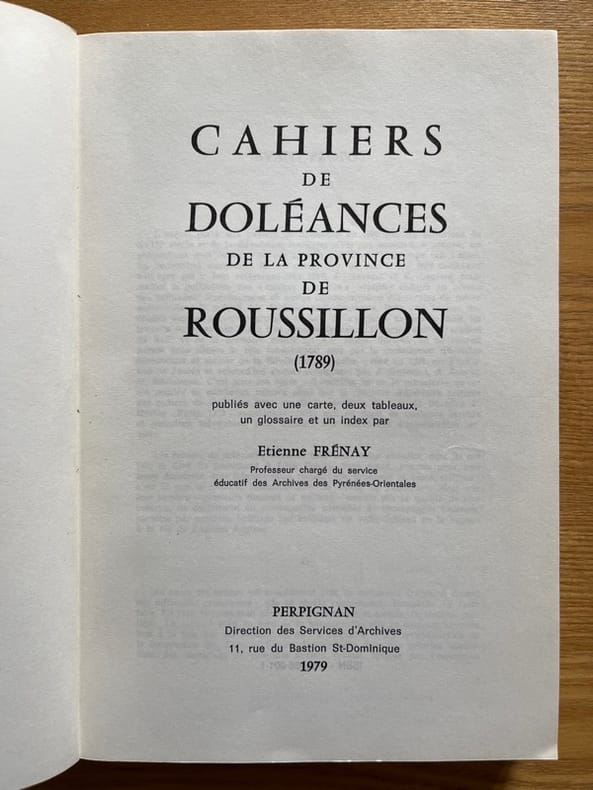 CAHIERS
DE
DOLÉANCES
DE LA PROVINCE
DE
ROUSSILLON
(1789)
publiés avec une carte, deux tableaux,
un glossaire et un index par
Etienne FRÉNAY
Professeur chargé du service
éducatif des Archives des Pyrénées-Orientales
PERPIGNAN
Direction des Services d'Archives
11, rue du Bastion St-Dominique
1979